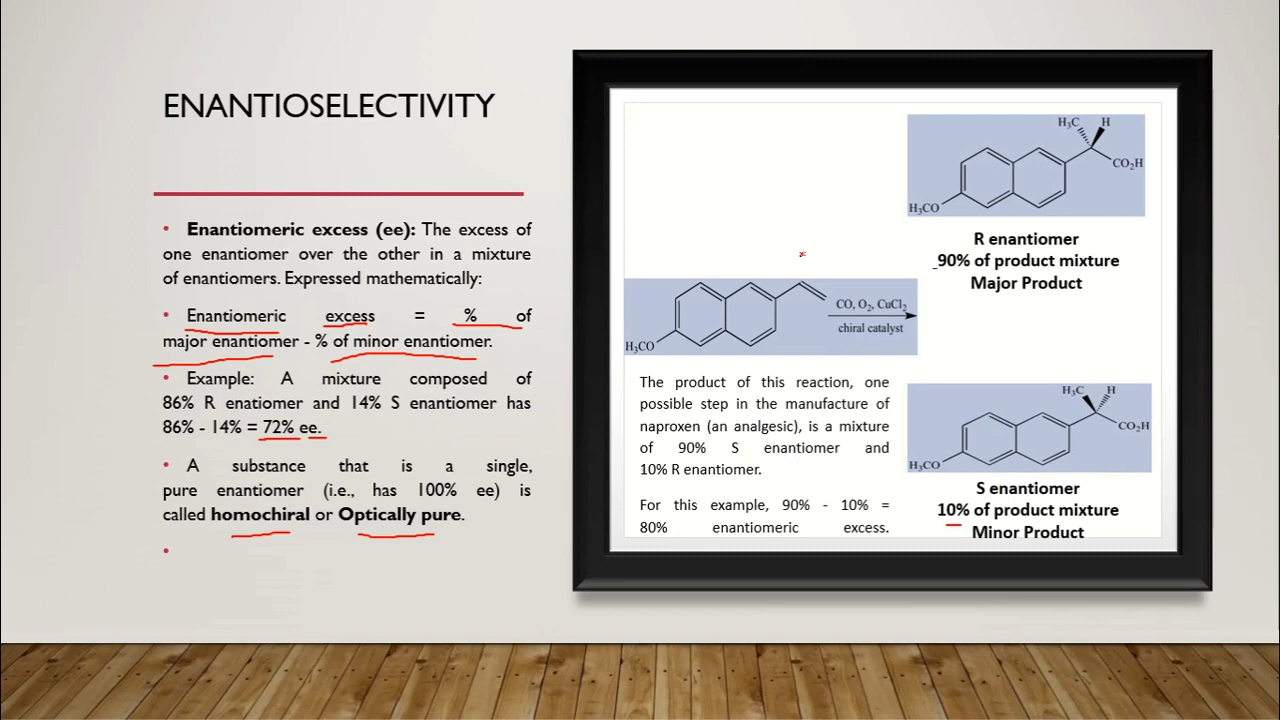 ENANTIOSELECTIVITY
• Enantiomeric excess (ee): The excess of
one enantiomer over the other in a mixture
of enantiomers. Expressed mathematically:
• Enantiomeric excess = % of
major enantiomer - % of minor enantiomer.
• Example: A mixture composed of
86% R enatiomer and 14% S enantiomer has
86% - 14% = 72% ee.
• A substance that is a single,
pure enantiomer (i.e., has 100% ee) is
called homochiral or Optically pure.
•
H₃C H
CO₂H
H₃CO
R enantiomer
90% of product mixture
Major Product
CO, O₂, CuCl₂
chiral catalyst
H₃CO
The product of this reaction, one
possible step in the manufacture of
naproxen (an analgesic), is a mixture
of 90% S enantiomer and
10% R enantiomer.
For this example, 90% - 10% =
80% enantiomeric excess.
H₃C H
CO₂H
H₃CO
S enantiomer
10% of product mixture
Minor Product